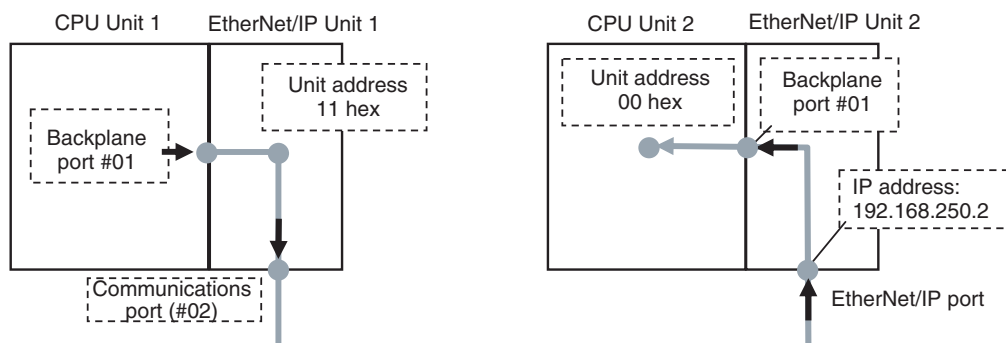 CPU Unit 1
EtherNet/IP Unit 1
Unit address
11 hex
Backplane
port #01
Communications
port (#02)
CPU Unit 2
EtherNet/IP Unit 2
Unit address
00 hex
Backplane
port #01
IP address:
192.168.250.2
EtherNet/IP port